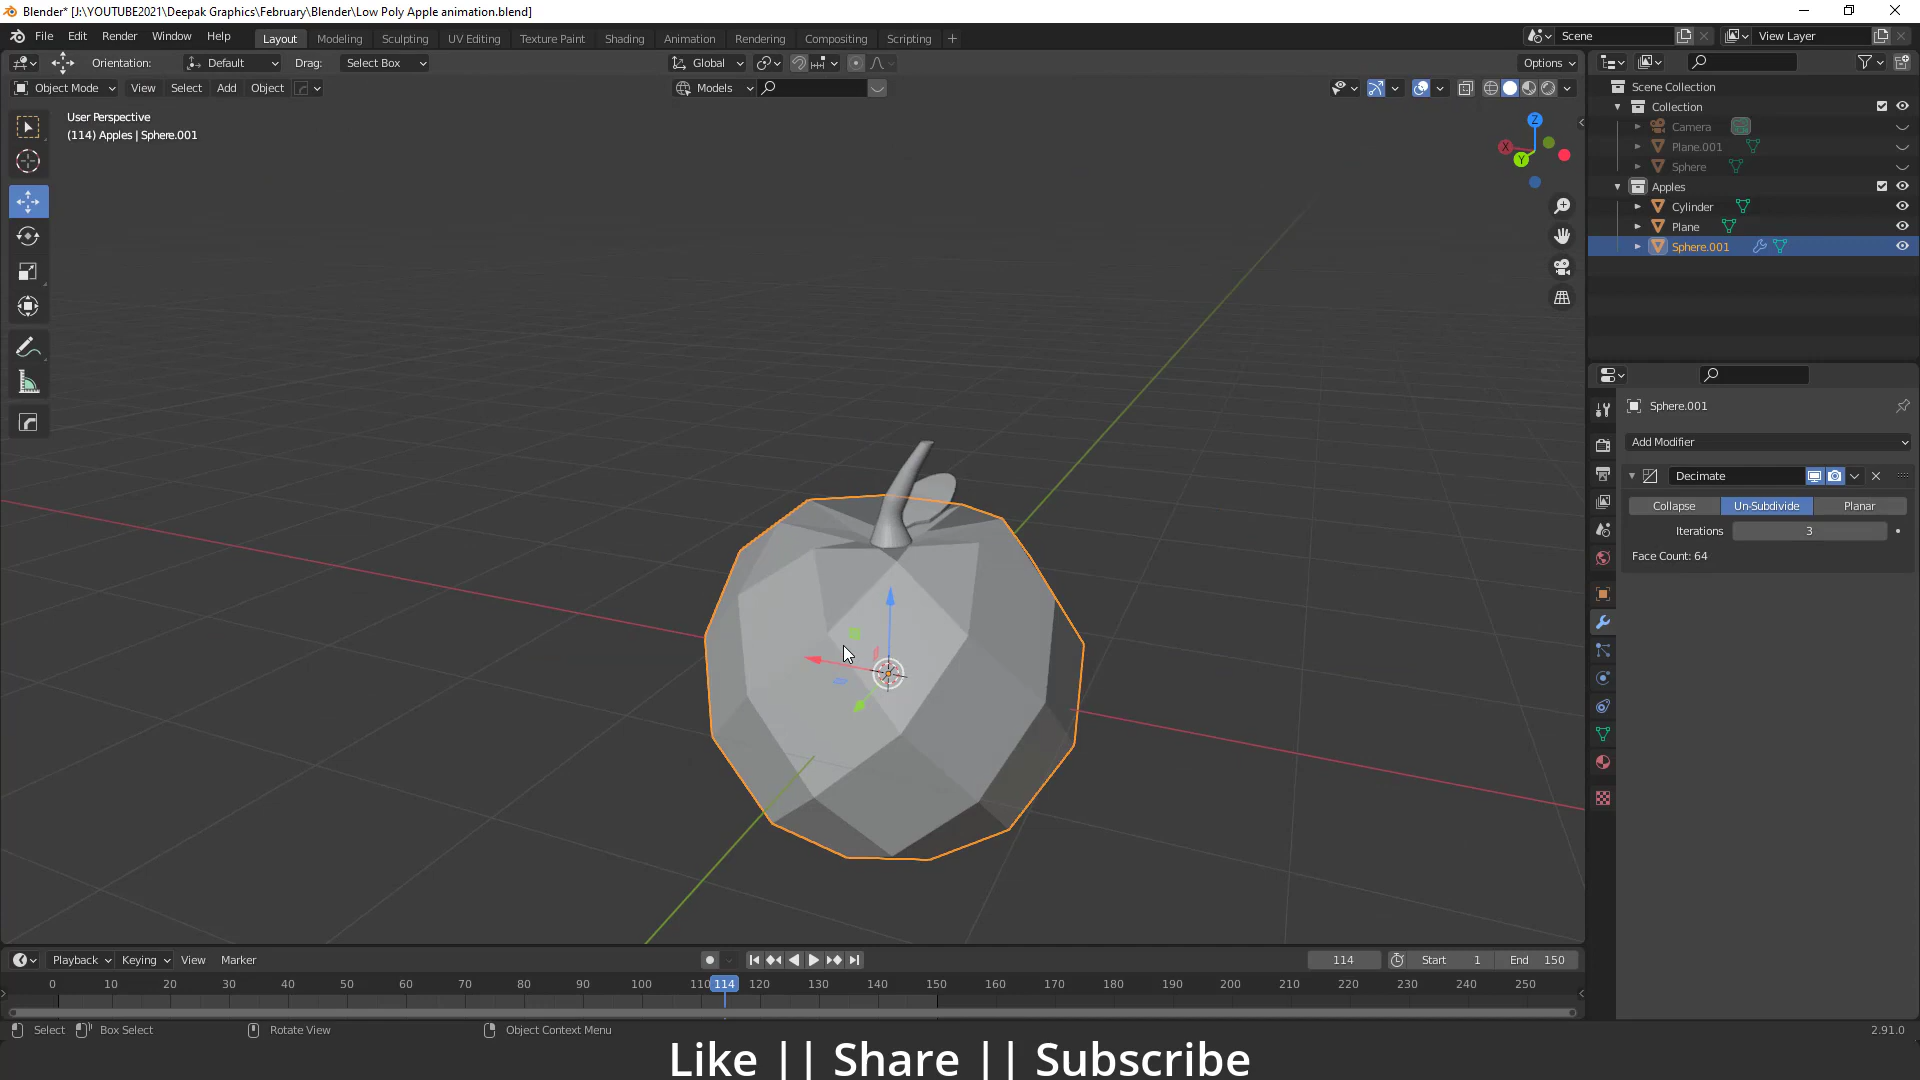 Blender* [J:\YOUTUBE2021\Deepak Graphics\February\Blender\Low Poly Apple animation.blend]
File Edit Render Window Help Layout Modeling Sculpting UV Editing Texture Paint Shading Animation Rendering Compositing Scripting + Scene View Layer
Orientation: Default Drag: Select Box Global Options
Object Mode View Select Add Object Models
User Perspective
(114) Apples | Sphere.001
Z
X
Y
Scene Collection
Collection
Camera
Plane.001
Sphere
Apples
Cylinder
Plane
Sphere.001
Sphere.001
Add Modifier
Decimate
Collapse Un-Subdivide Planar
Iterations 3
Face Count: 64
Playback Keying View Marker 114 Start 1 End 150
0 10 20 30 40 50 60 70 80 90 100 110 114 120 130 140 150 160 170 180 190 200 210 220 230 240 250
Select Box Select Rotate View Object Context Menu 2.91.0
Like || Share || Subscribe